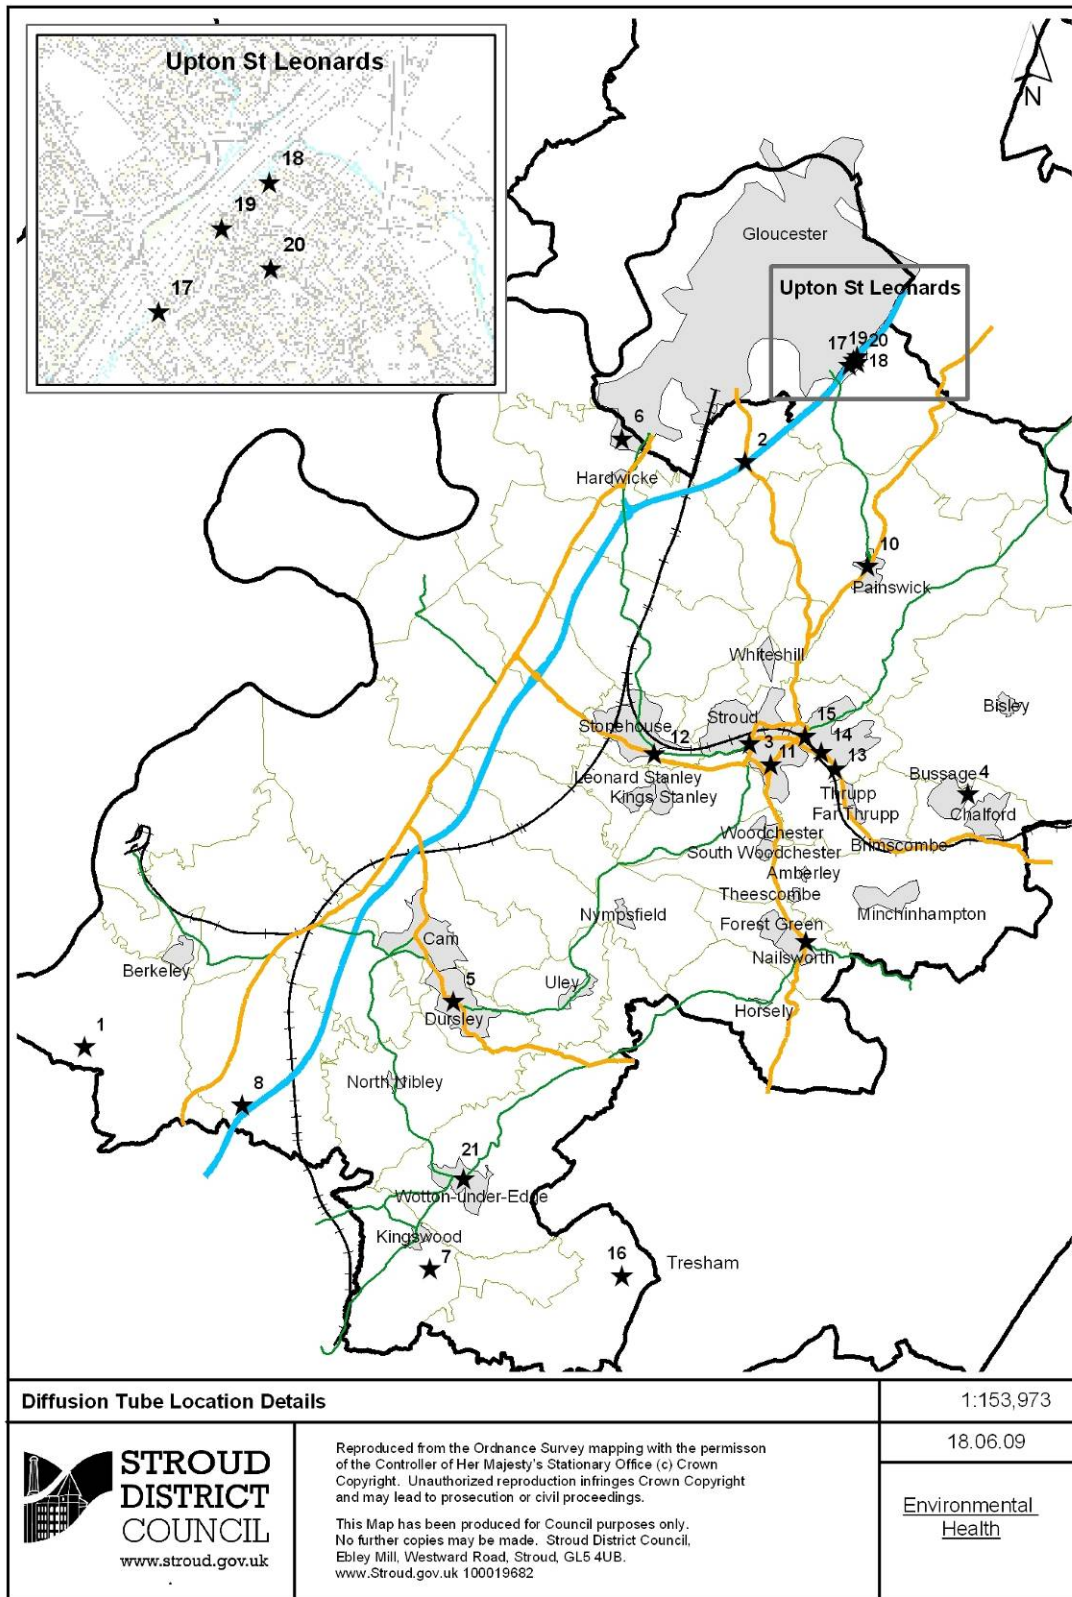 Upton St Leonards
18
19
20
17
N
Gloucester
Upton St Leonards
19
20
17
18
6
2
Hardwicke
10
Painswick
Whiteshill
Bisley
Stonehouse
Stroud
15
12
3
14
11
13
Leonard Stanley
Kings Stanley
Thrupp
Far Thrupp
Bussage
4
Chalford
Woodchester
South Woodchester
Brimscombe
Amberley
Theescombe
Nympsfield
Minchinhampton
Forest Green
Cam
Nailsworth
Berkeley
Uley
5
Dursley
Horsely
1
North Nibley
8
21
Wotton-under-Edge
Kingswood
7
16
Tresham
Diffusion Tube Location Details
1:153,973
18.06.09
STROUD
DISTRICT
COUNCIL
www.stroud.gov.uk
Reproduced from the Ordnance Survey mapping with the permisson
of the Controller of Her Majesty's Stationary Office (c) Crown
Copyright. Unauthorized reproduction infringes Crown Copyright
and may lead to prosecution or civil proceedings.
This Map has been produced for Council purposes only.
No further copies may be made. Stroud District Council,
Ebley Mill, Westward Road, Stroud, GL5 4UB.
www.Stroud.gov.uk 100019682
Environmental
Health